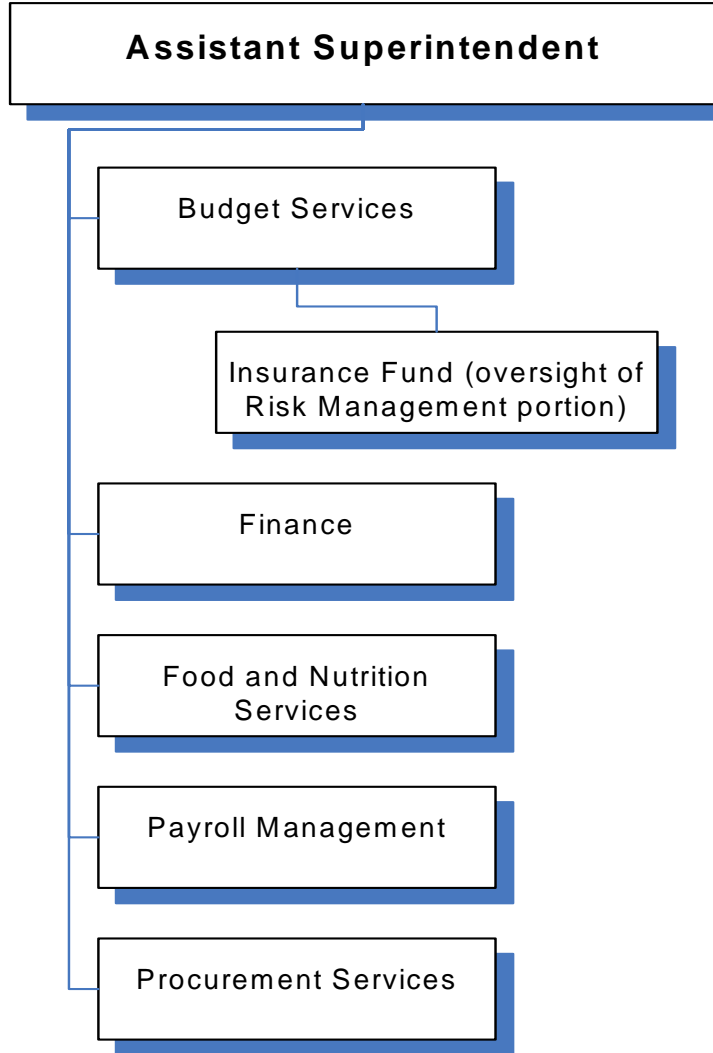 Assistant Superintendent
Budget Services
Insurance Fund (oversight of
Risk Management portion)
Finance
Food and Nutrition
Services
Payroll Management
Procurement Services